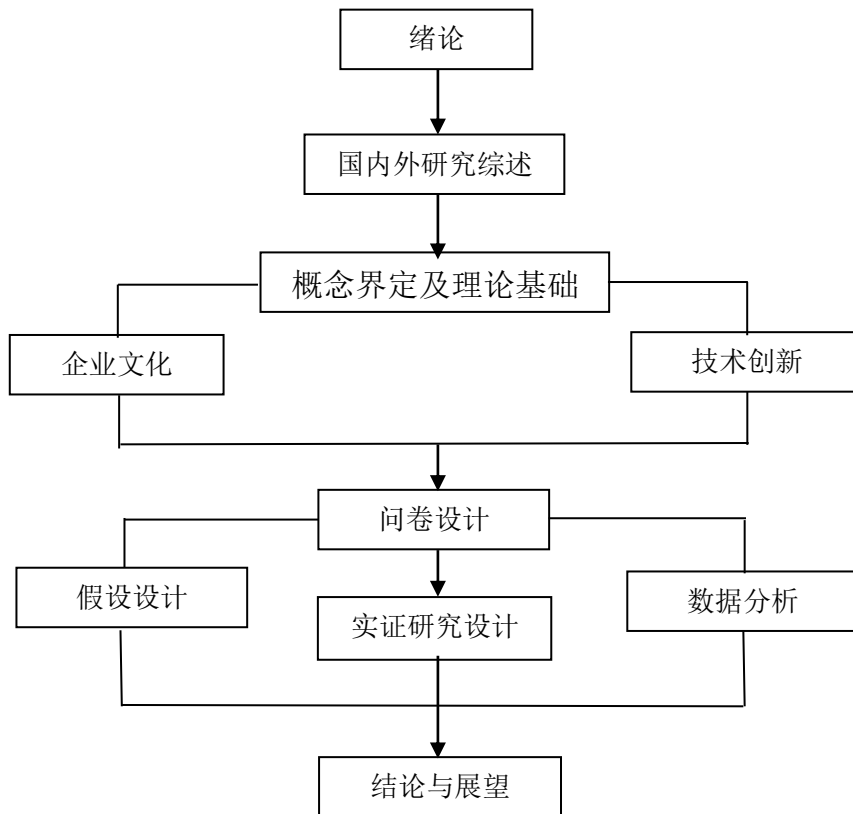 绪论
国内外研究综述
概念界定及理论基础
企业文化
技术创新
问卷设计
假设设计
实证研究设计
数据分析
结论与展望